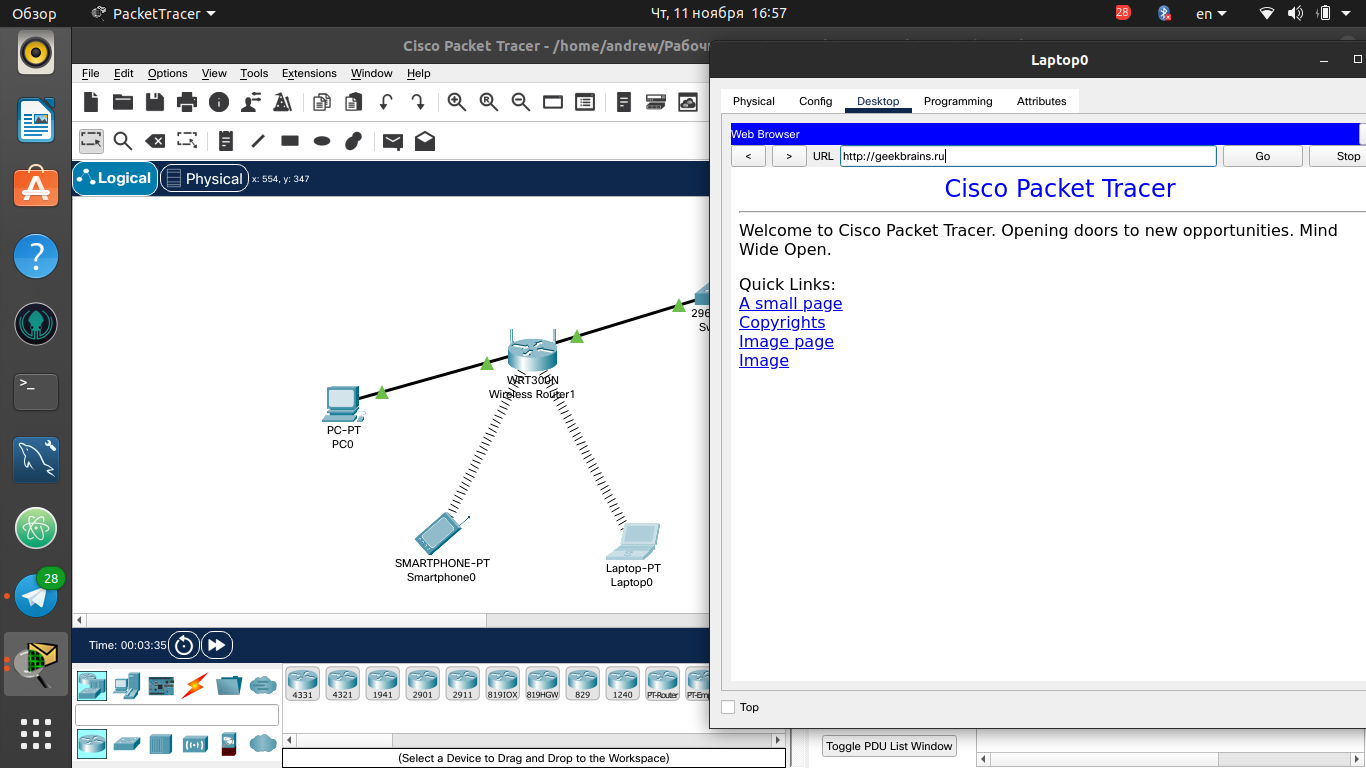 Обзор
PacketTracer
Чт, 11 ноября 16:57
28
en
Cisco Packet Tracer - /home/andrew/Рабоч
File Edit Options View Tools Extensions Window Help
Logical
Physical
x: 554, y: 347
296
Sw
WRT300N
Wireless Router1
PC-PT
PC0
SMARTPHONE-PT
Smartphone0
Laptop-PT
Laptop0
Laptop0
Physical Config Desktop Programming Attributes
Web Browser
< > URL http://geekbrains.ru Go Stop
Cisco Packet Tracer
Welcome to Cisco Packet Tracer. Opening doors to new opportunities. Mind
Wide Open.
Quick Links:
A small page
Copyrights
Image page
Image
Top
28
Time: 00:03:35
4331 4321 1941 2901 2911 819IOX 819HGW 829 1240 PT-Router PT-Emp
(Select a Device to Drag and Drop to the Workspace)
Toggle PDU List Window